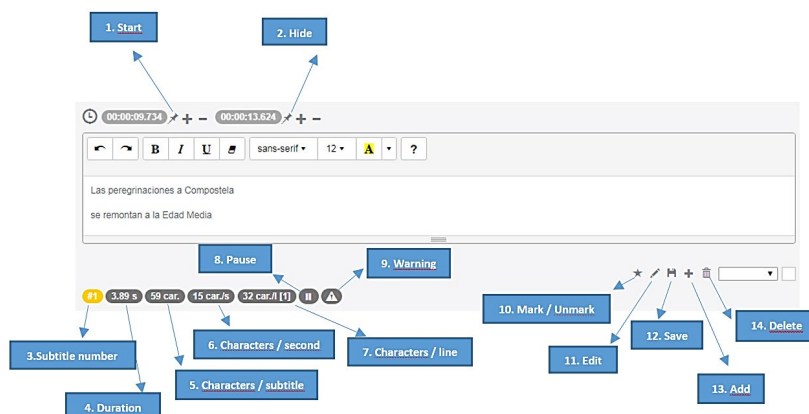 1. Start
2. Hide
00:00:09.734 00:00:13.624
B I U sans-serif 12 A ?
Las peregrinaciones a Compostela
se remontan a la Edad Media
8. Pause
9. Warning
#1 3.89 s 59 car. 15 car./s 32 car./l [1]
10. Mark / Unmark
12. Save
14. Delete
3.Subtitle number
6. Characters / second
7. Characters / line
11. Edit
5. Characters / subtitle
13. Add
4. Duration